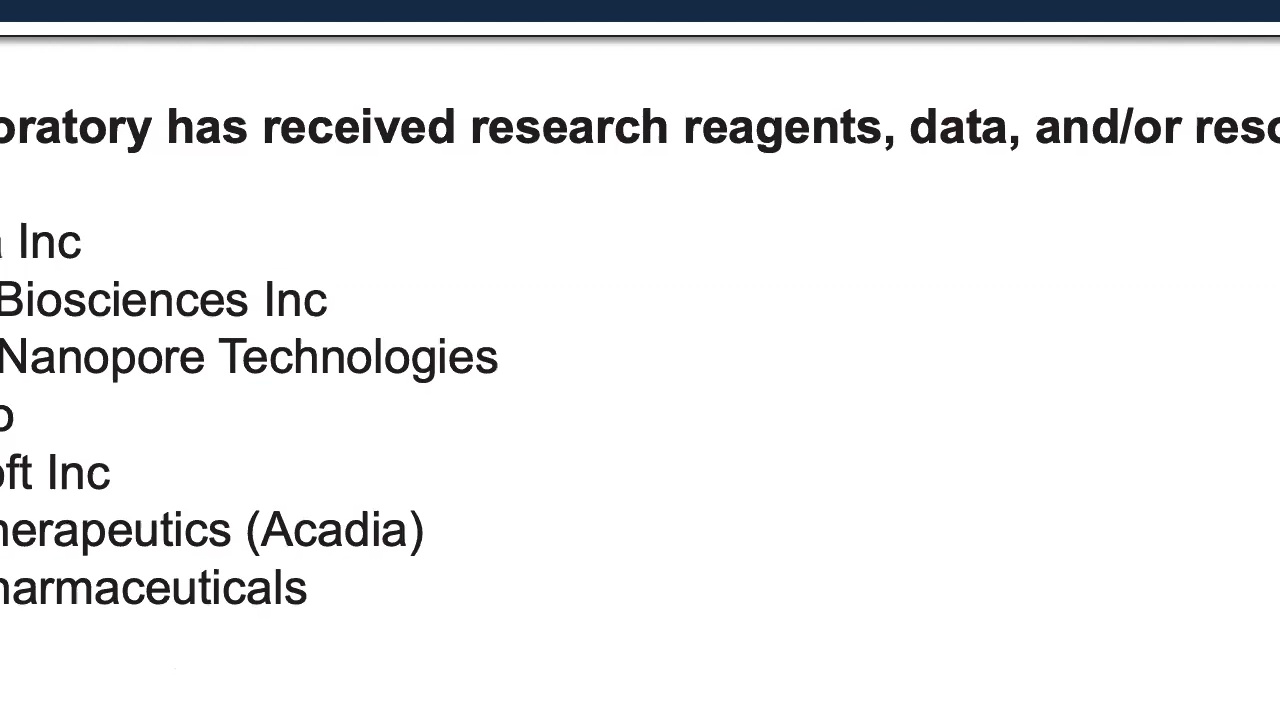 oratory has received research reagents, data, and/or reso
Inc
Biosciences Inc
Nanopore Technologies
oft Inc
herapeutics (Acadia)
harmaceuticals